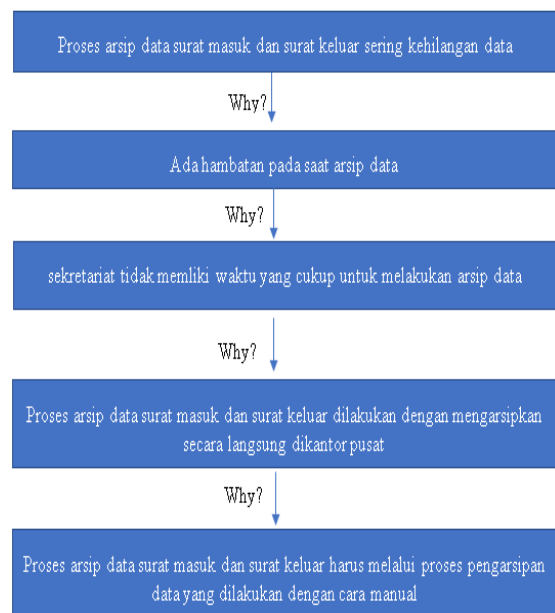 Proses arsip data surat masuk dan surat keluar sering kehilangan data
Why?
Ada hambatan pada saat arsip data
Why?
sekretariat tidak memliki waktu yang cukup untuk melakukan arsip data
Why?
Proses arsip data surat masuk dan surat keluar dilakukan dengan mengarsipkan
secara langsung dikantor pusat
Why?
Proses arsip data surat masuk dan surat keluar harus melalui proses pengarsipan
data yang dilakukan dengan cara manual